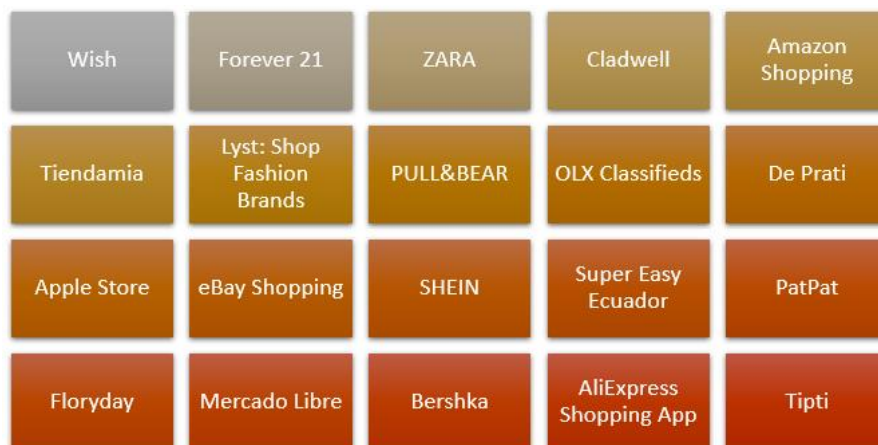 Wish
Forever 21
ZARA
Cladwell
Amazon
Shopping
Tiendamia
Lyst: Shop
Fashion
Brands
PULL&BEAR
OLX Classifieds
De Prati
Apple Store
eBay Shopping
SHEIN
Super Easy
Ecuador
PatPat
Floryday
Mercado Libre
Bershka
AliExpress
Shopping App
Tipti